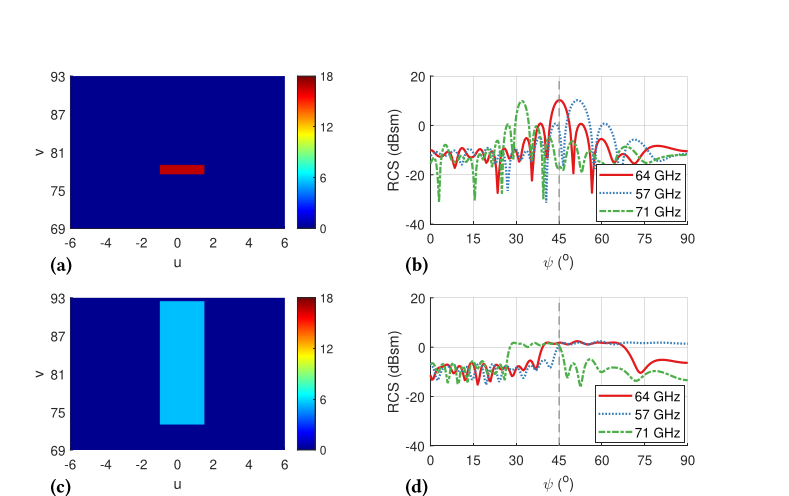 93
87
81
75
69
v
-6 -4 -2 0 2 4 6
u
18
12
6
0
(a)
20
0
-20
-40
RCS (dBsm)
0 15 30 45 60 75 90
ψ (°)
64 GHz
57 GHz
71 GHz
(b)
93
87
81
75
69
v
-6 -4 -2 0 2 4 6
u
18
12
6
0
(c)
20
0
-20
-40
RCS (dBsm)
0 15 30 45 60 75 90
ψ (°)
64 GHz
57 GHz
71 GHz
(d)